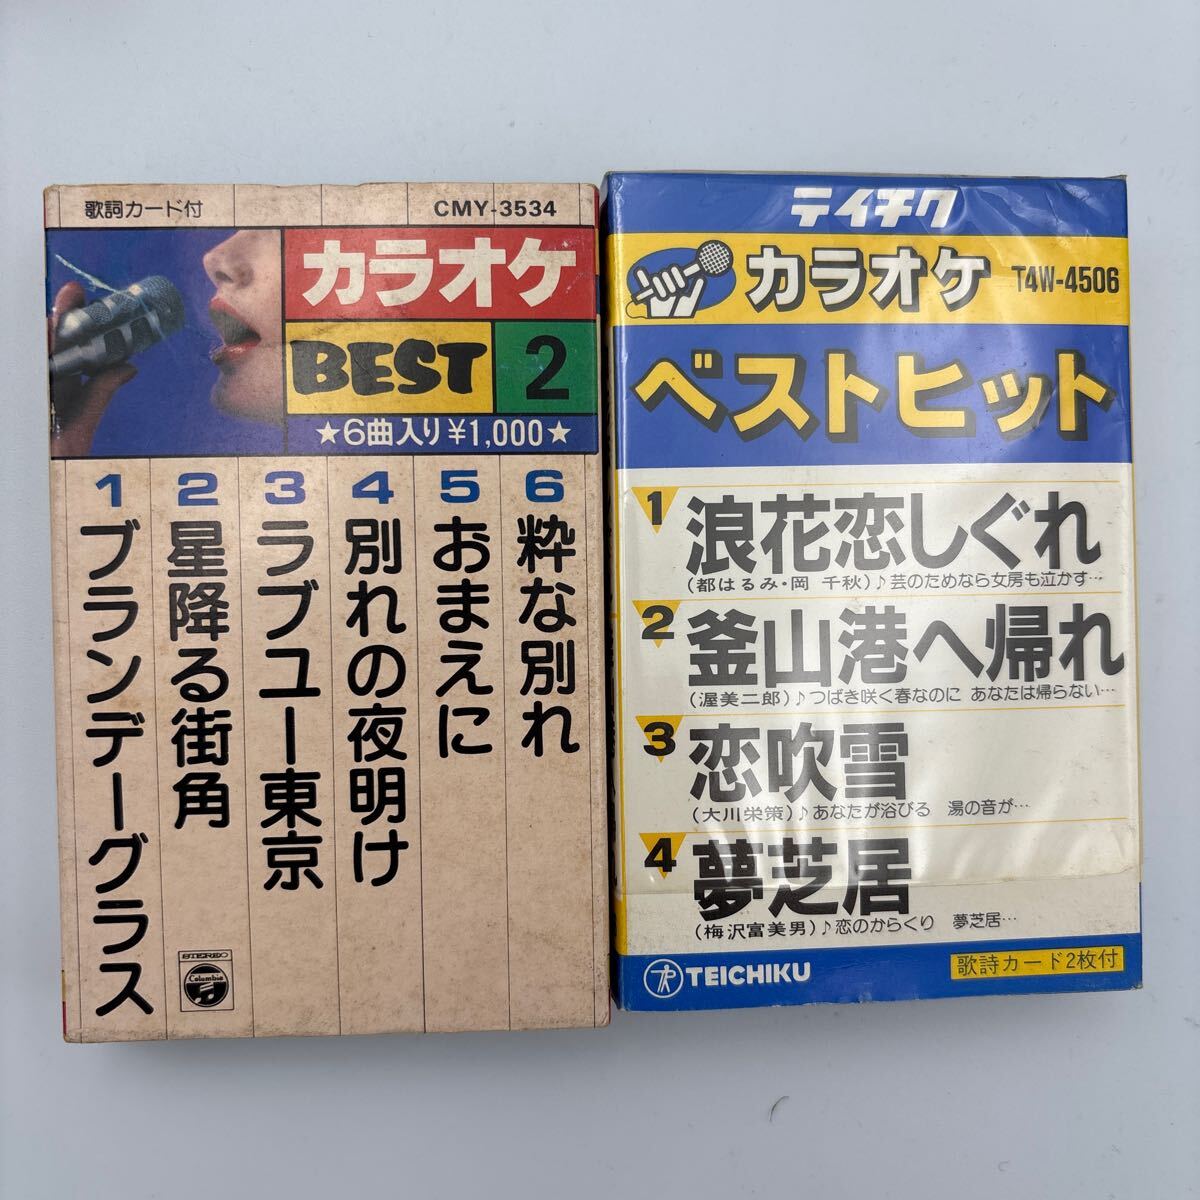 歌詞カード付
CMY-3534
カラオケ
BEST 2
★6曲入り¥1,000★
1 ブランデーグラス
2 星降る街角
3 ラブユー東京
4 別れの夜明け
5 おまえに
6 粋な別れ
STEREO
Columbia
テイチク
カラオケ T4W-4506
ベストヒット
1 浪花恋しぐれ
(都はるみ・岡 千秋)♪芸のためなら女房も泣かす…
2 釜山港へ帰れ
(渥美二郎)♪つばき咲く春なのに あなたは帰らない…
3 恋吹雪
(大川栄策)♪あなたが浴びる 湯の音が…
4 夢芝居
(梅沢富美男)♪恋のからくり 夢芝居…
TEICHIKU
歌詩カード2枚付